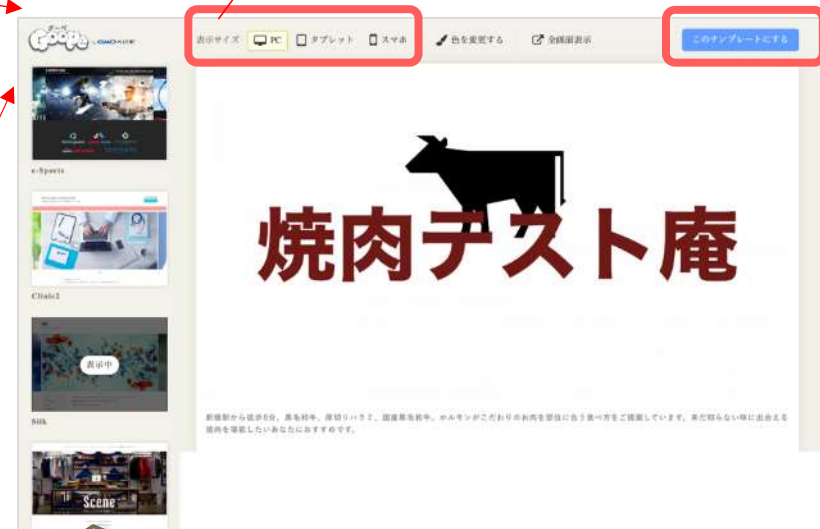 グーペ
Goope by GMOペパボ
表示サイズ PC タブレット スマホ 色を変更する 全画面表示 このテンプレートにする
e-Sports
Clinic2
表示中
Silk
Scene
焼肉テスト庵
新橋駅から徒歩8分。黒毛和牛、厚切りハラミ、国産黒毛和牛、ホルモンがこだわりのお肉を部位に合う食べ方をご提案しています。未だ知らない味に出会える
焼肉を堪能したいあなたにおすすめです。